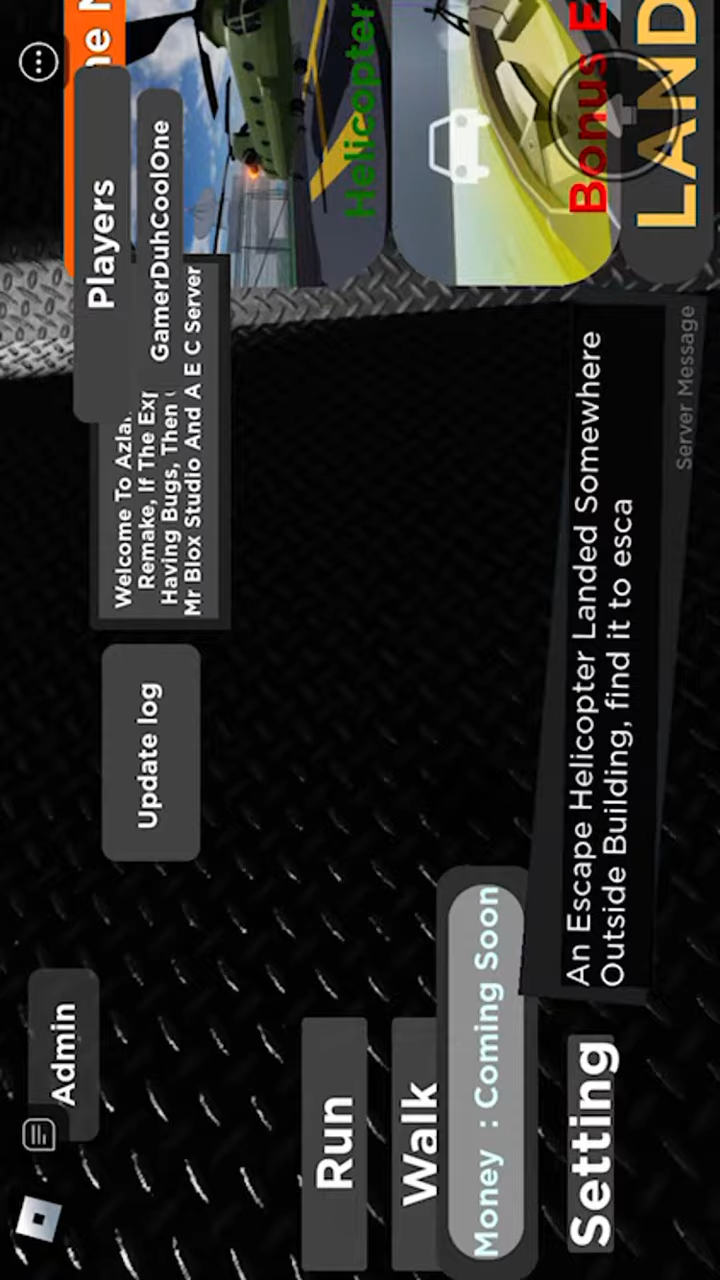 Admin
Update log
Players
GamerDuhCoolOne
Welcome To
Remake, If The
Having Bugs, Then
Mr Blox Studio And A E C Server
Helicopter
Run
Walk
Money : Coming Soon
Setting
An Escape Helicopter Landed Somewhere
Outside Building, find it to esca
Server Message
Bonus E
LAND